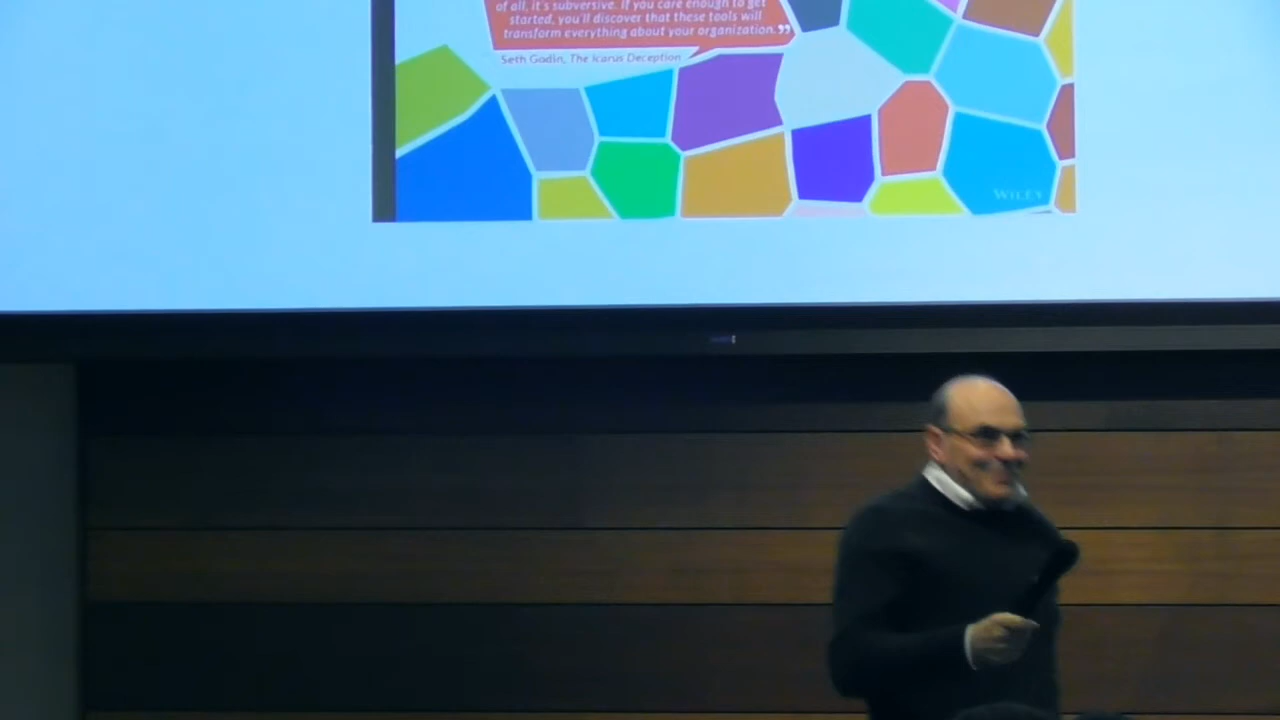 of all, it's subversive. If you care enough to get
started, you'll discover that these tools will
transform everything about your organization.”
Seth Godin, The Icarus Deception
WILEY